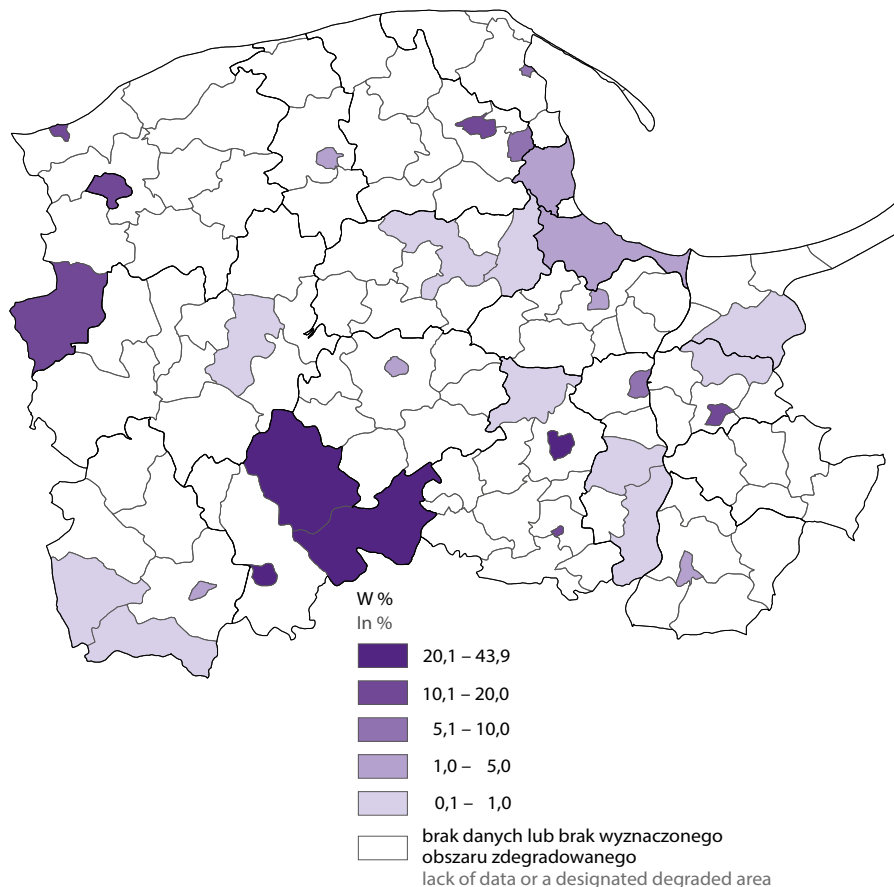 W %
In %
20,1 – 43,9
10,1 – 20,0
5,1 – 10,0
1,0 – 5,0
0,1 – 1,0
brak danych lub brak wyznaczonego
obszaru zdegradowanego
lack of data or a designated degraded area